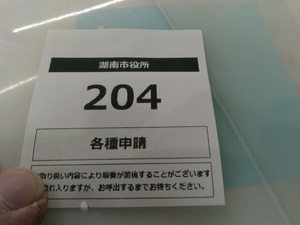 湖南市役所
204
各種申請
取り扱い内容により順番が前後することがございます
れ入りますが、お呼出するまでお待ちください。